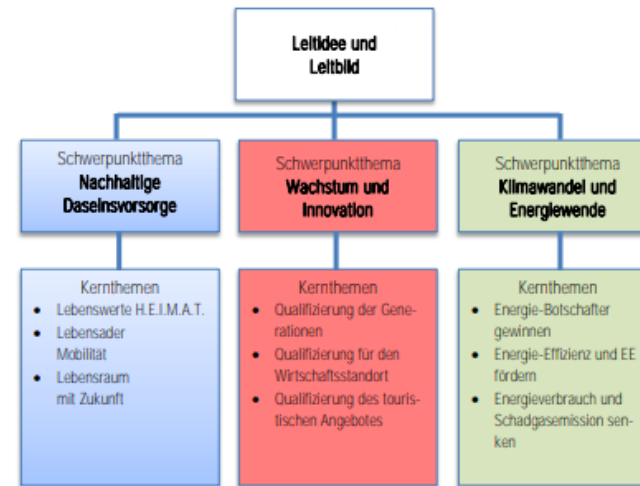 Leitidee und
Leitbild
Schwerpunktthema
Nachhaltige
Daseinsvorsorge
Schwerpunktthema
Wachstum und
Innovation
Schwerpunktthema
Klimawandel und
Energiewende
Kernthemen
• Lebenswerte H.E.I.M.A.T.
• Lebensader
Mobilität
• Lebensraum
mit Zukunft
Kernthemen
• Qualifizierung der Gene-
rationen
• Qualifizierung für den
Wirtschaftsstandort
• Qualifizierung des touris-
tischen Angebotes
Kernthemen
• Energie-Botschafter
gewinnen
• Energie-Effizienz und EE
fördern
• Energieverbrauch und
Schadgasemission sen-
ken